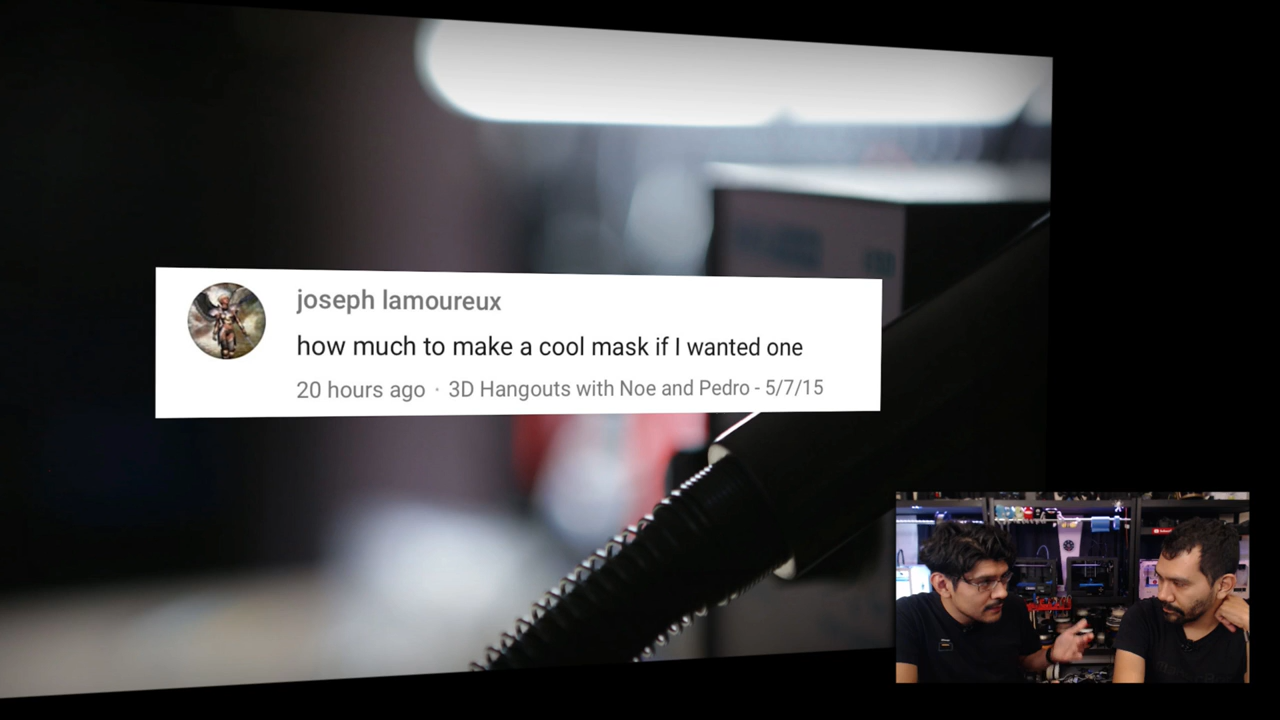 joseph lamoureux
how much to make a cool mask if I wanted one
20 hours ago · 3D Hangouts with Noe and Pedro - 5/7/15